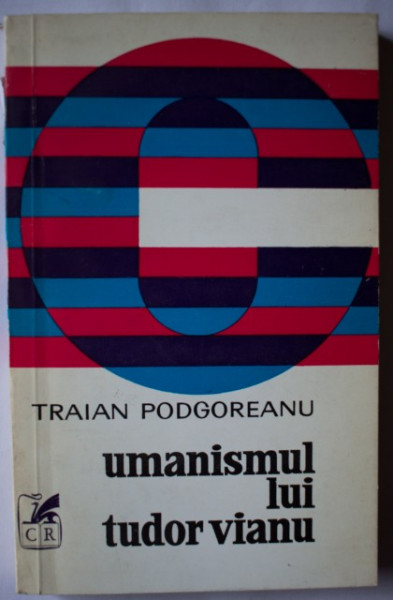 TRAIAN PODGOREANU
umanismul
lui
tudor vianu
CR